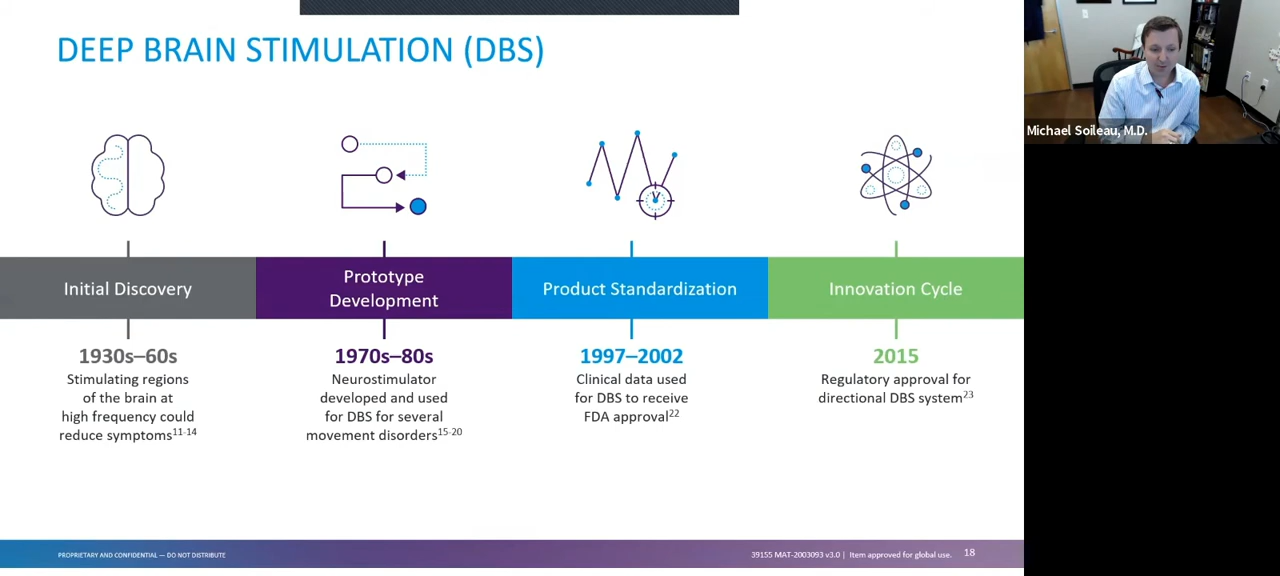 DEEP BRAIN STIMULATION (DBS)
Michael Soileau, M.D.
V
Initial Discovery
Prototype
Development
Product Standardization
Innovation Cycle
1930s–60s
Stimulating regions
of the brain at
high frequency could
reduce symptoms11-14
1970s–80s
Neurostimulator
developed and used
for DBS for several
movement disorders15-20
1997–2002
Clinical data used
for DBS to receive
FDA approval22
2015
Regulatory approval for
directional DBS system23
PROPRIETARY AND CONFIDENTIAL — DO NOT DISTRIBUTE
39155 MAT-2003093 v3.0 | Item approved for global use.
18